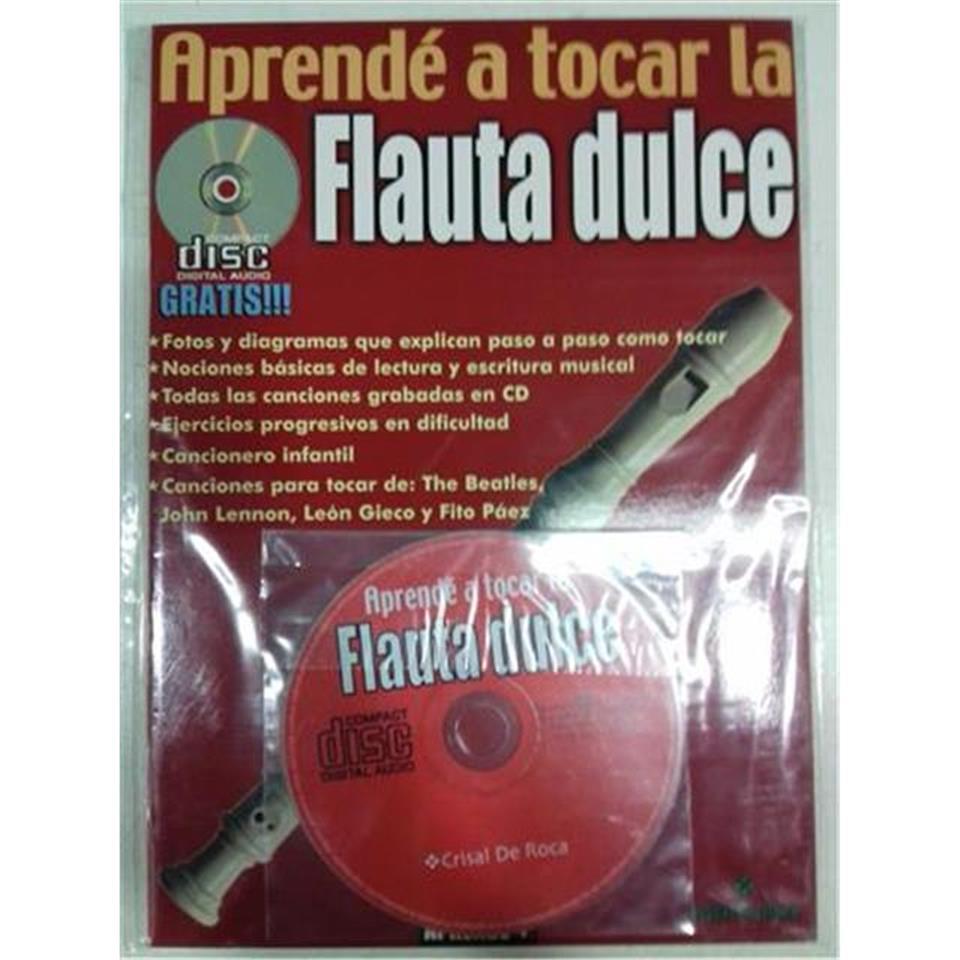 Aprendé a tocar la
Flauta dulce
COMPACT
disc
DIGITAL AUDIO
GRATIS!!!
*Fotos y diagramas que explican paso a paso como tocar
*Nociones básicas de lectura y escritura musical
*Todas las canciones grabadas en CD
*Ejercicios progresivos en dificultad
*Cancionero infantil
*Canciones para tocar de: The Beatles,
John Lennon, León Gieco y Fito Páez
Aprendé a tocar la
Flauta dulce
COMPACT
disc
DIGITAL AUDIO
❖Crisal De Roca